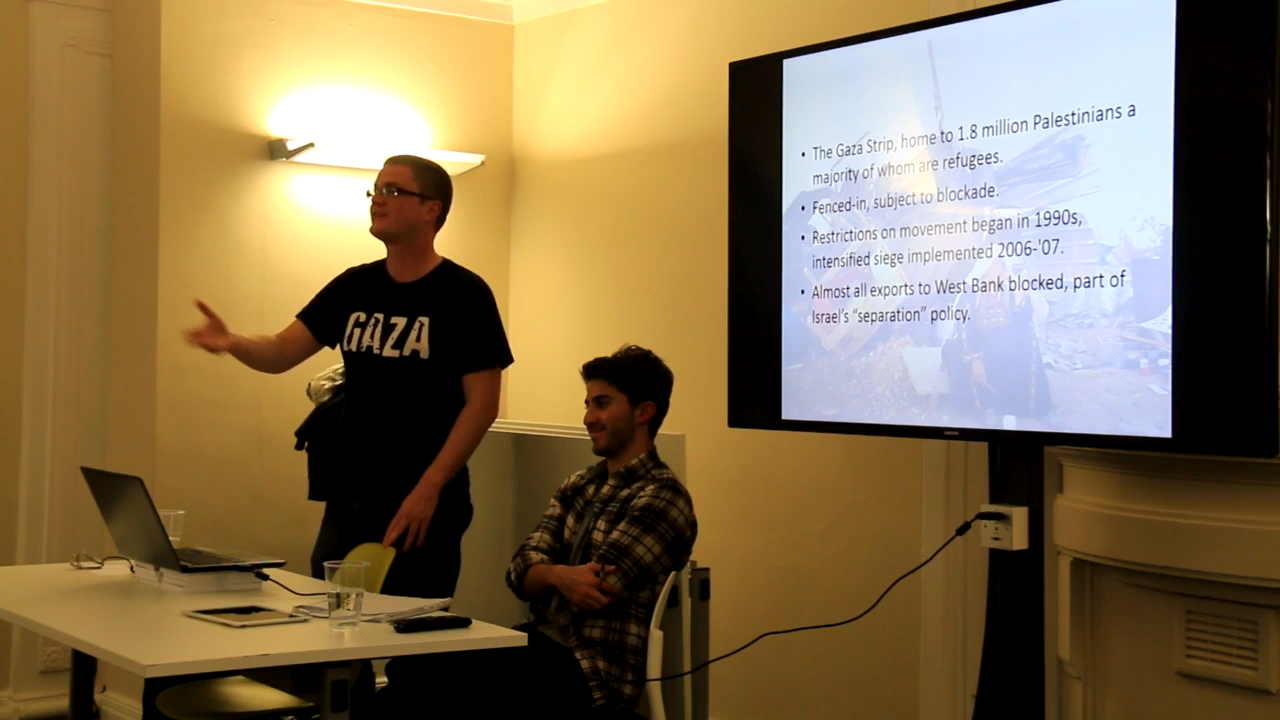 GAZA
• The Gaza Strip, home to 1.8 million Palestinians a
majority of whom are refugees.
• Fenced-in, subject to blockade.
• Restrictions on movement began in 1990s,
intensified siege implemented 2006-'07.
• Almost all exports to West Bank blocked, part of
Israel's “separation” policy.